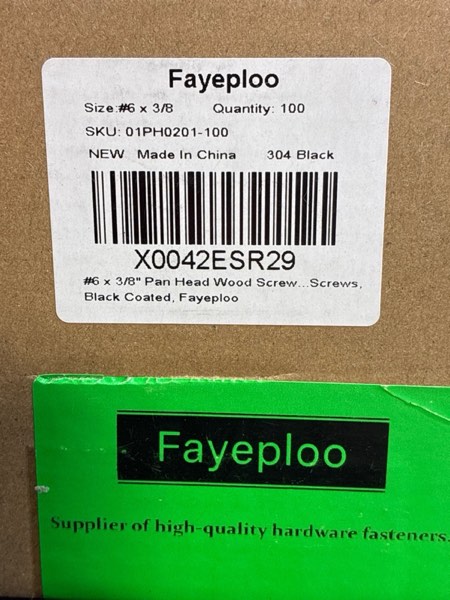 Fayeploo
Size:#6 x 3/8 Quantity: 100
SKU: 01PH0201-100
NEW Made In China 304 Black
X0042ESR29
#6 x 3/8" Pan Head Wood Screw...Screws,
Black Coated, Fayeploo
Fayeploo
Supplier of high-quality hardware fasteners.